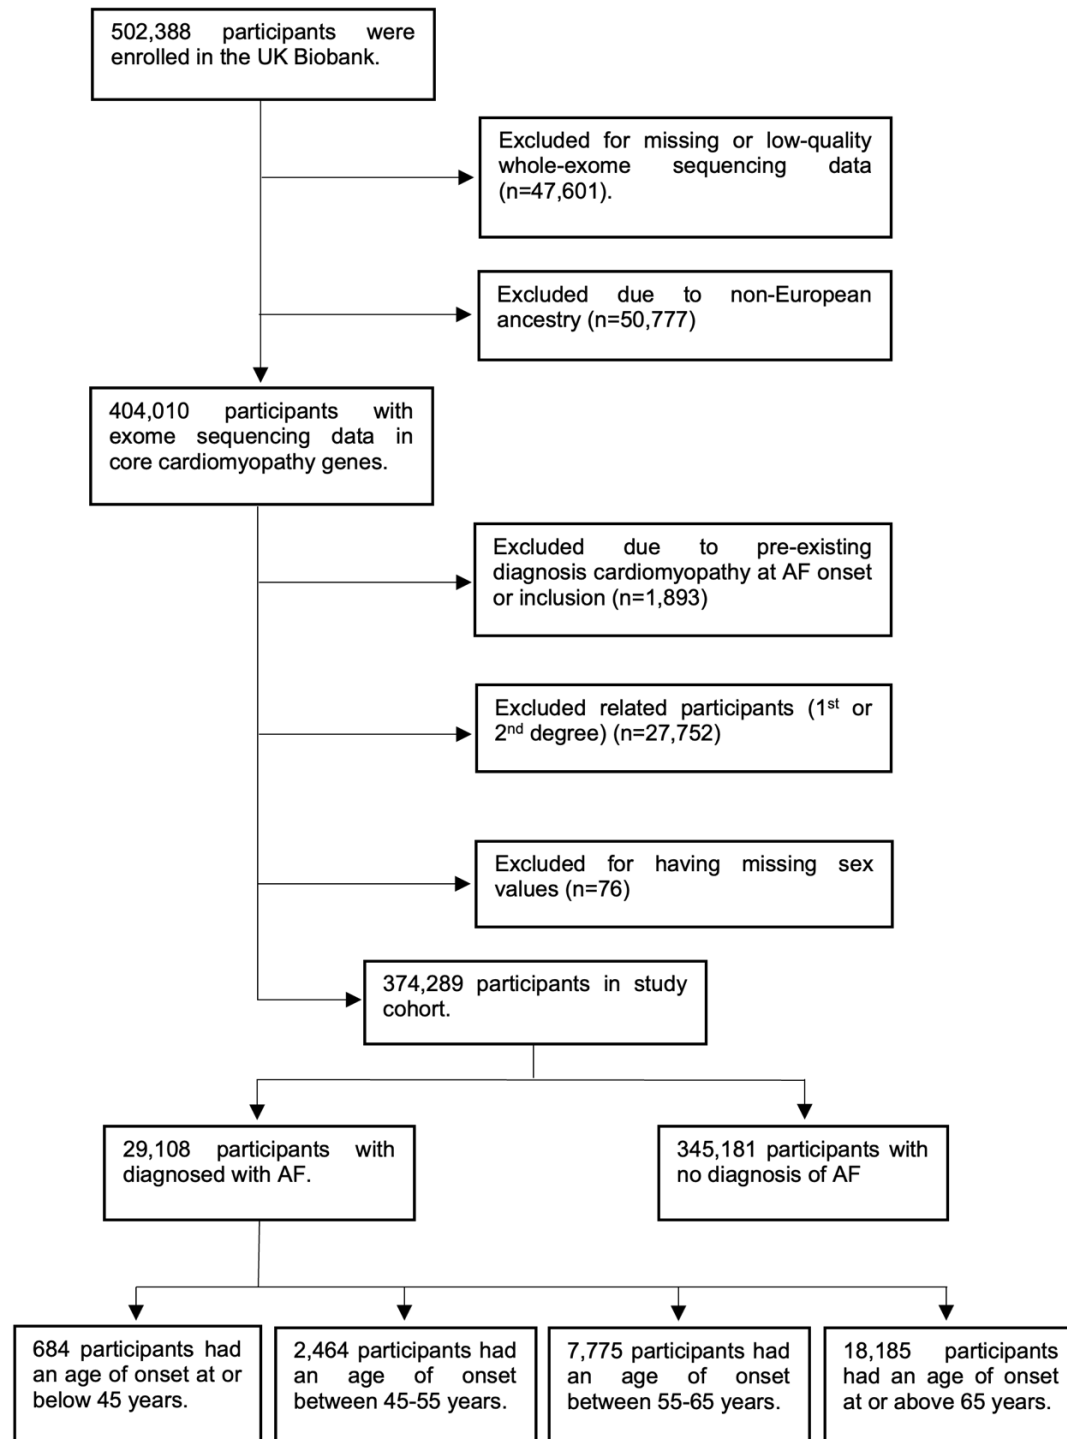 502,388 participants were
enrolled in the UK Biobank.
Excluded for missing or low-quality
whole-exome sequencing data
(n=47,601).
Excluded due to non-European
ancestry (n=50,777)
404,010 participants with
exome sequencing data in
core cardiomyopathy genes.
Excluded due to pre-existing
diagnosis cardiomyopathy at AF onset
or inclusion (n=1,893)
Excluded related participants (1st or
2nd degree) (n=27,752)
Excluded for having missing sex
values (n=76)
374,289 participants in study
cohort.
29,108 participants with
diagnosed with AF.
345,181 participants with
no diagnosis of AF
684 participants had
an age of onset at or
below 45 years.
2,464 participants had
an age of onset
between 45-55 years.
7,775 participants had
an age of onset
between 55-65 years.
18,185 participants
had an age of onset
at or above 65 years.